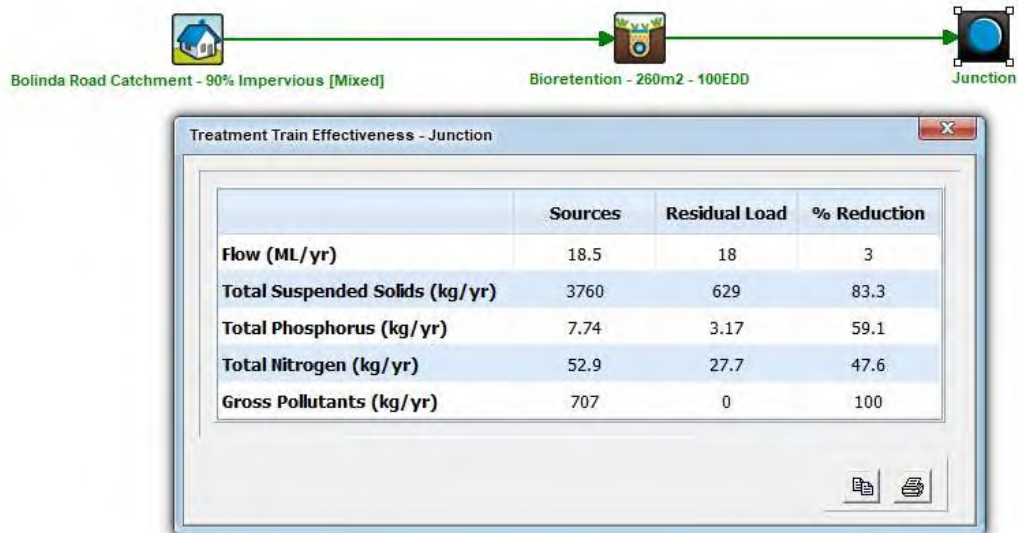 Bolinda Road Catchment - 90% Impervious [Mixed] Bioretention - 260m2 - 100EDD Junction
Treatment Train Effectiveness - Junction
Sources Residual Load % Reduction
Flow (ML/yr) 18.5 18 3
Total Suspended Solids (kg/yr) 3760 629 83.3
Total Phosphorus (kg/yr) 7.74 3.17 59.1
Total Nitrogen (kg/yr) 52.9 27.7 47.6
Gross Pollutants (kg/yr) 707 0 100